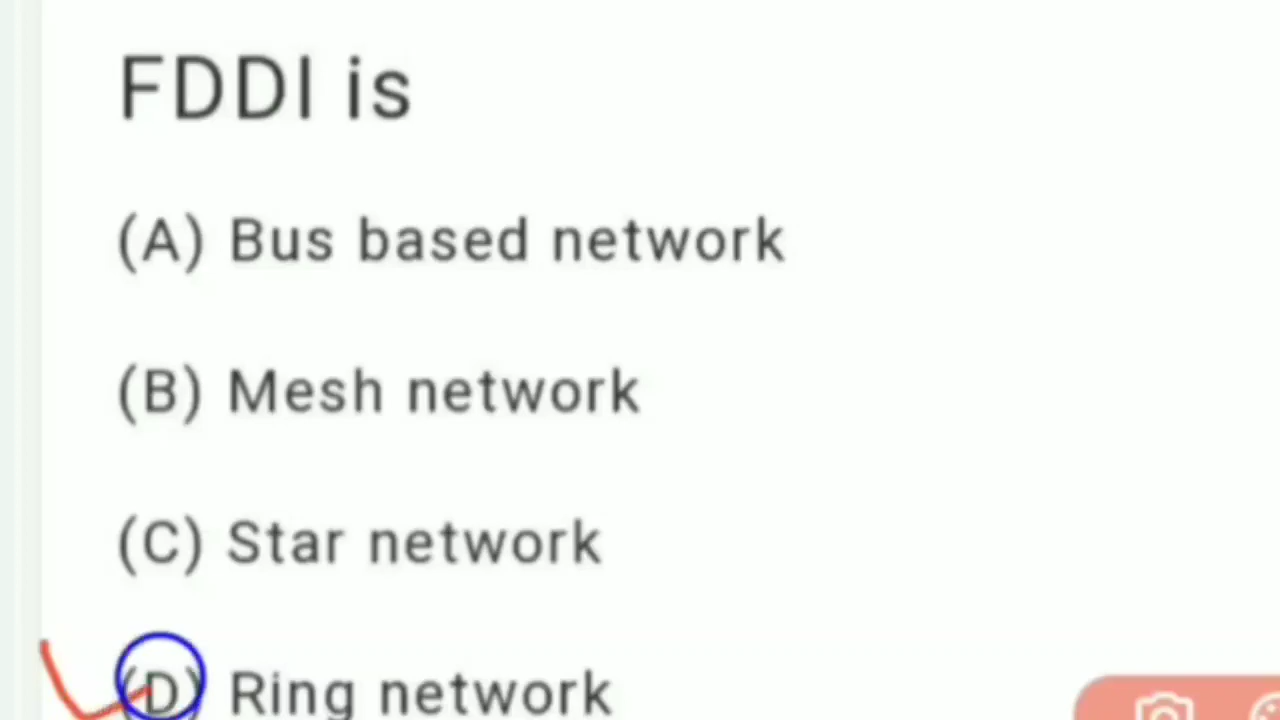 FDDI is
(A) Bus based network
(B) Mesh network
(C) Star network
(D) Ring network